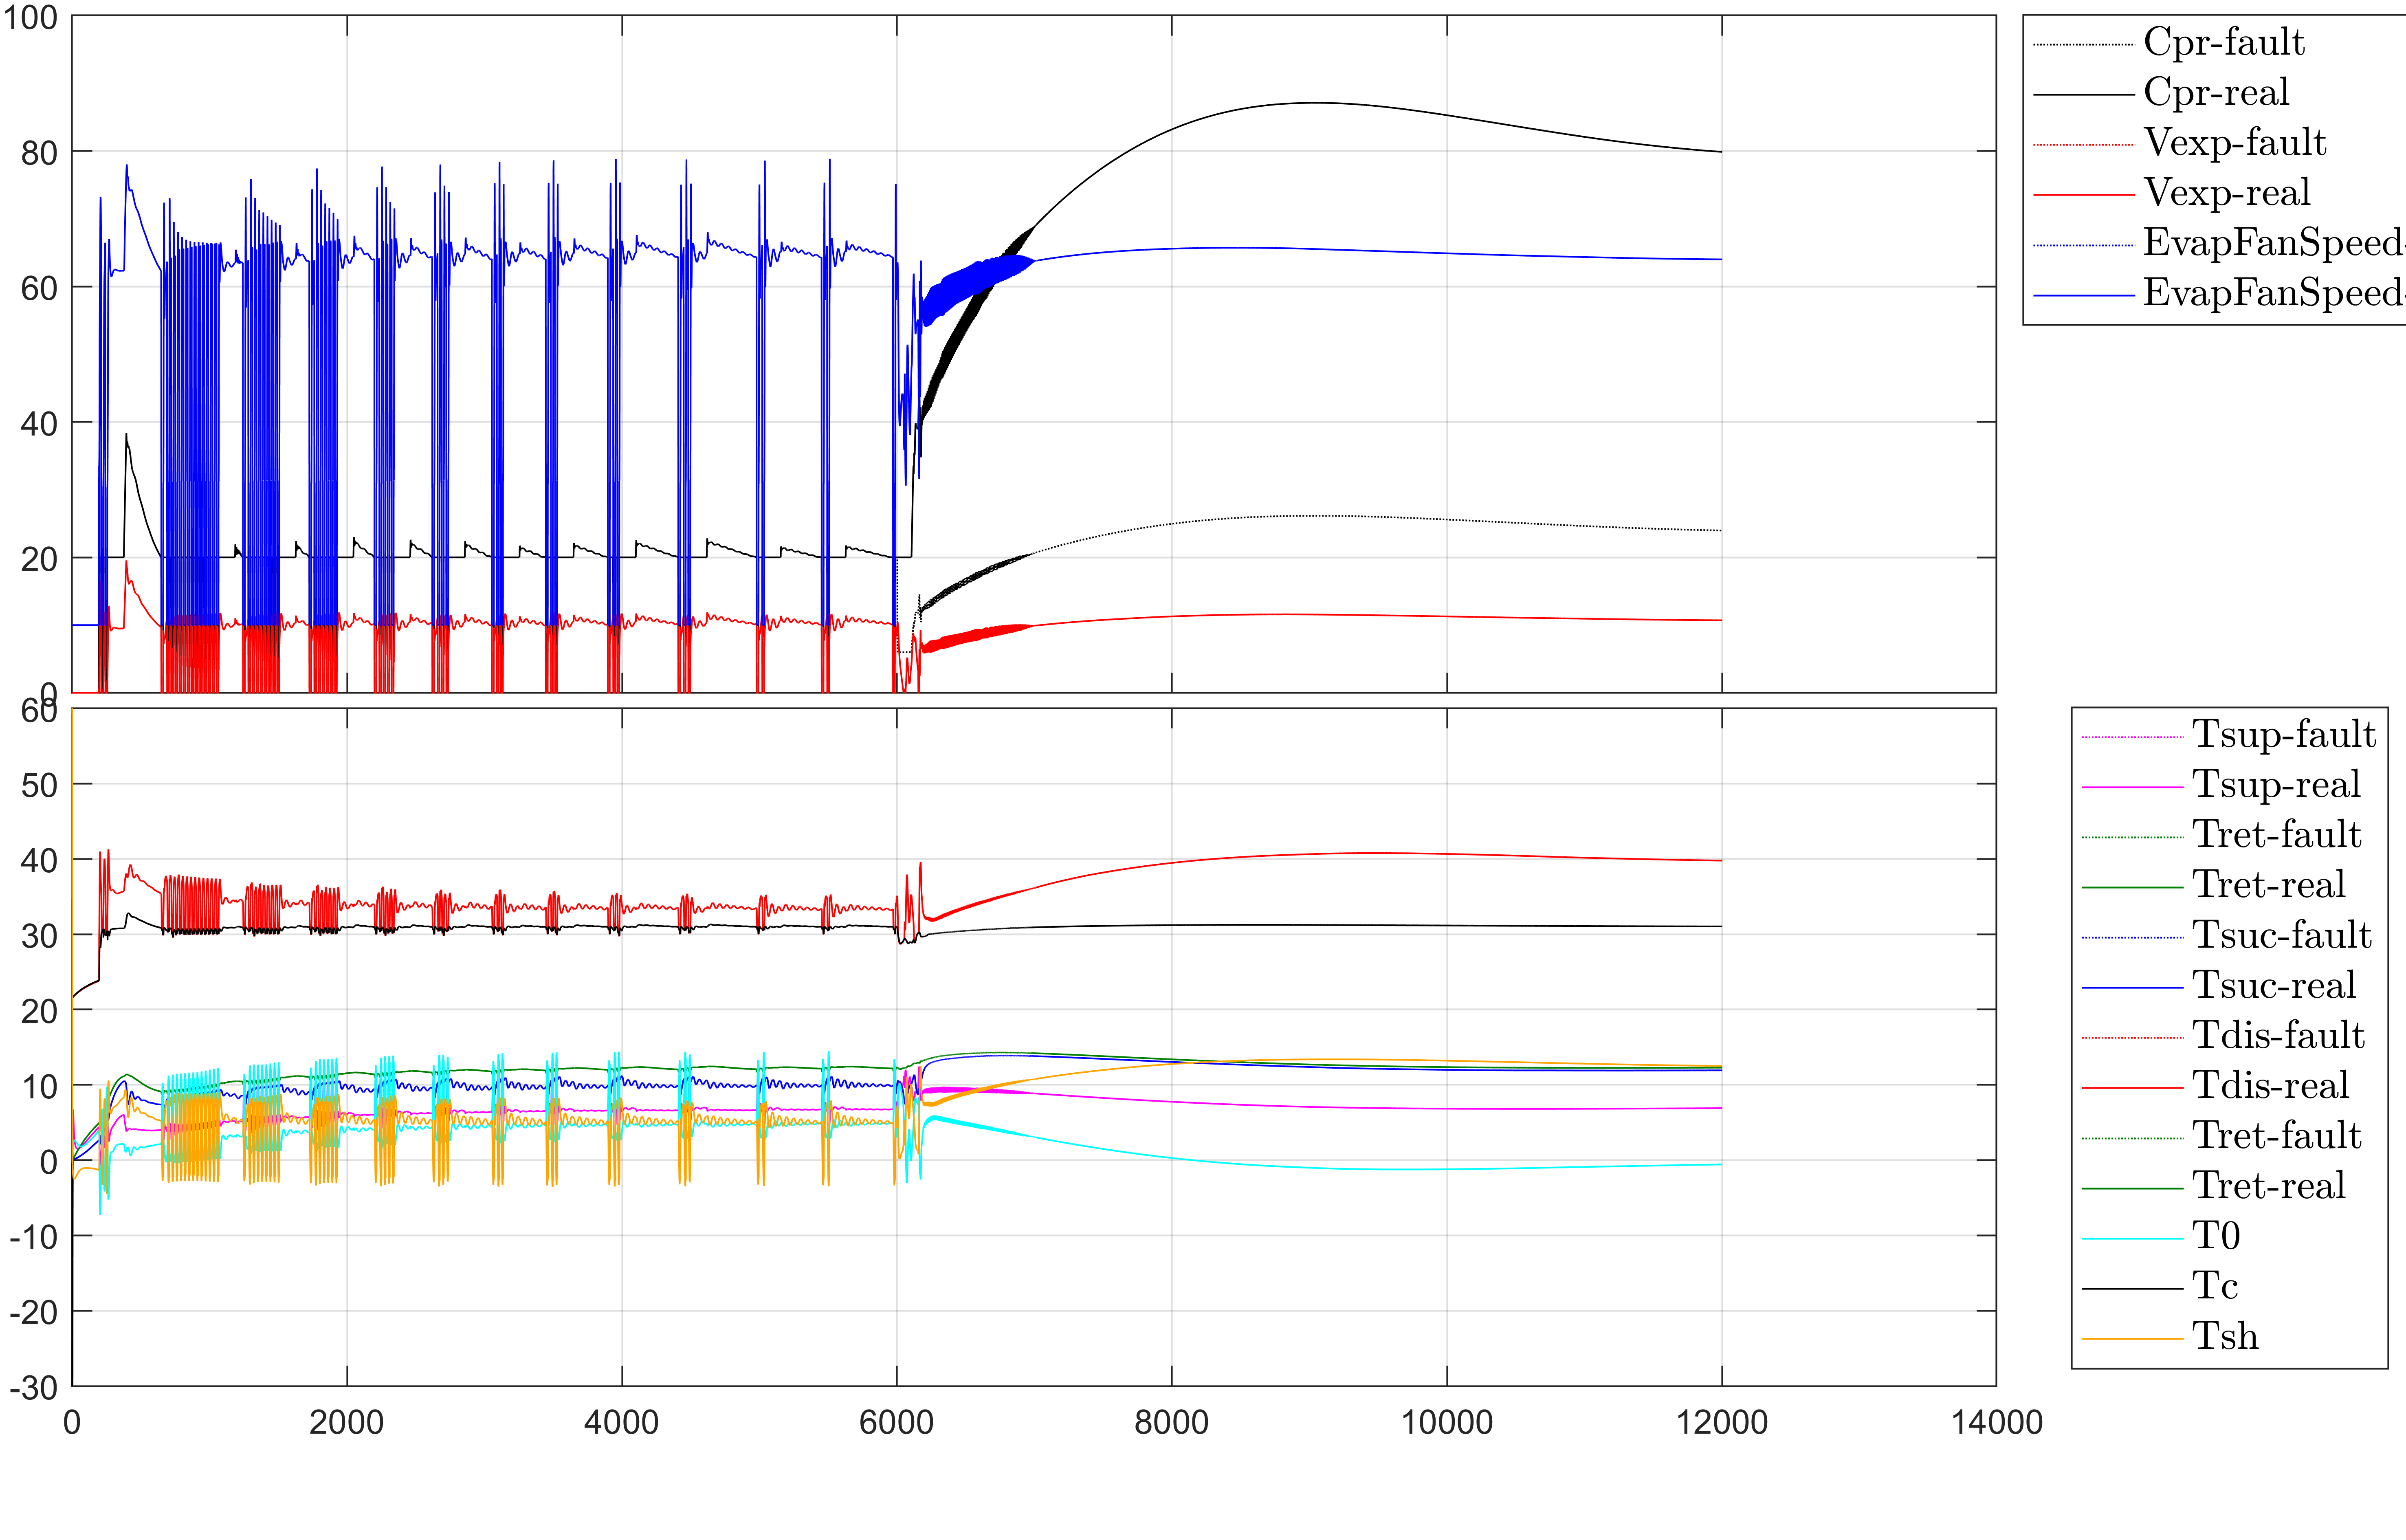 100
80
60
40
20
0
Cpr-fault
Cpr-real
Vexp-fault
Vexp-real
EvapFanSpeed-
EvapFanSpeed-
60
50
40
30
20
10
0
-10
-20
-30
0 2000 4000 6000 8000 10000 12000 14000
Tsup-fault
Tsup-real
Tret-fault
Tret-real
Tsuc-fault
Tsuc-real
Tdis-fault
Tdis-real
Tret-fault
Tret-real
T0
Tc
Tsh